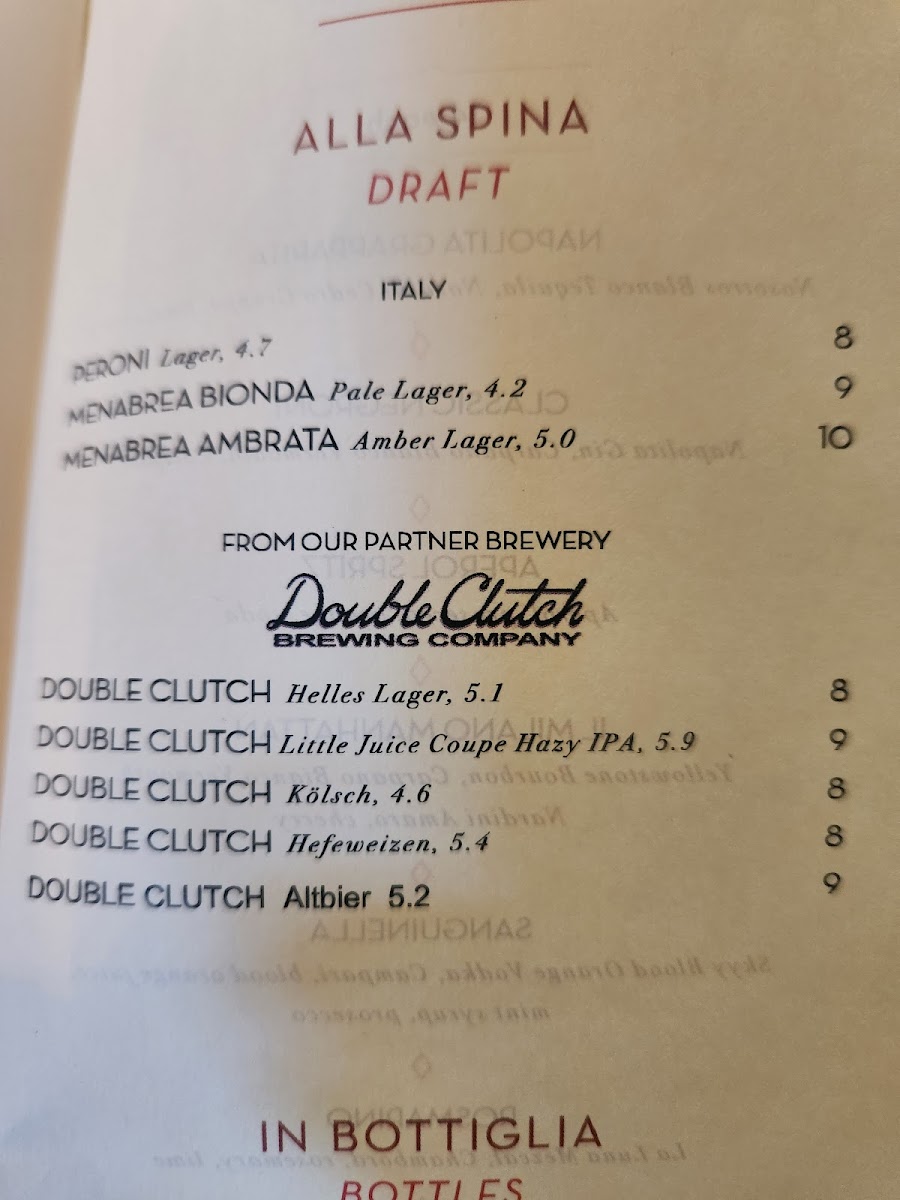 ALLA SPINA
DRAFT
ITALY
PERONI Lager, 4.7 8
MENABREA BIONDA Pale Lager, 4.2 9
MENABREA AMBRATA Amber Lager, 5.0 10
FROM OUR PARTNER BREWERY
Double Clutch
BREWING COMPANY
DOUBLE CLUTCH Helles Lager, 5.1 8
DOUBLE CLUTCH Little Juice Coupe Hazy IPA, 5.9 9
DOUBLE CLUTCH Kölsch, 4.6 8
DOUBLE CLUTCH Hefeweizen, 5.4 8
DOUBLE CLUTCH Altbier 5.2 9
IN BOTTIGLIA
BOTTLES